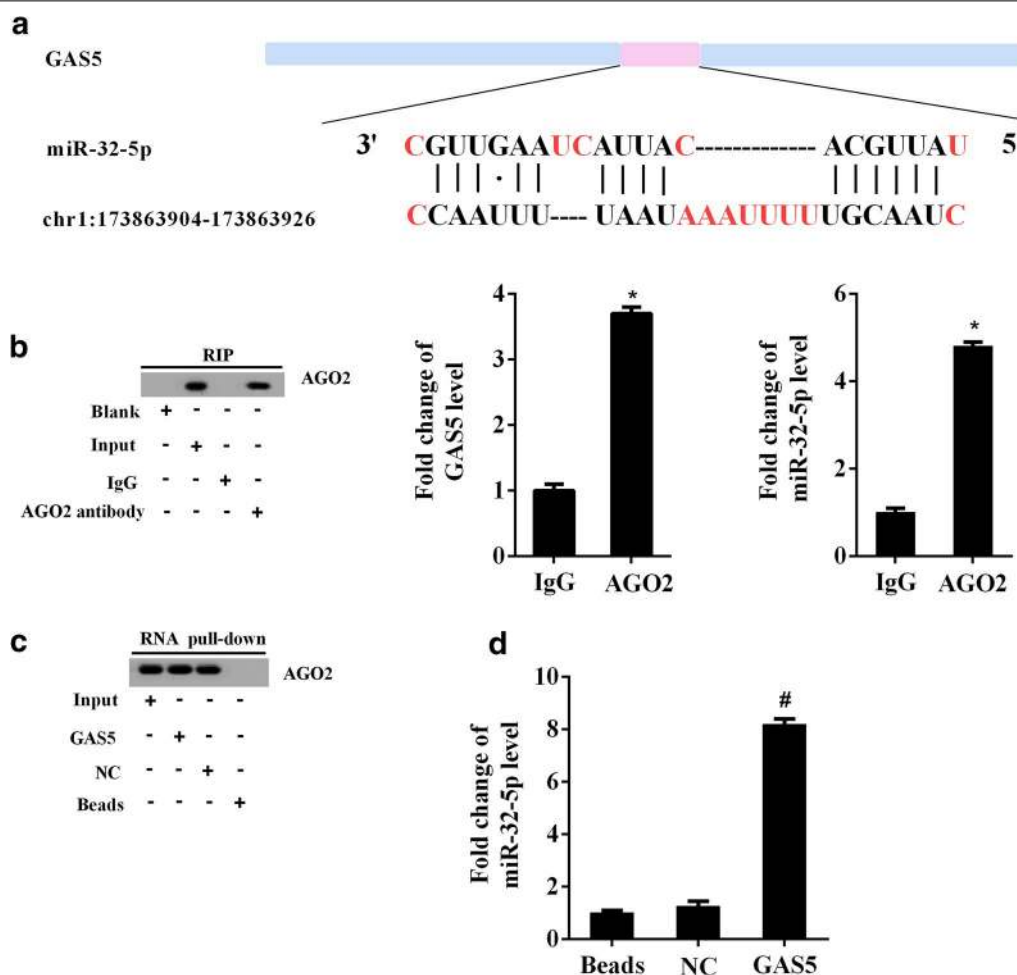 a
GAS5
miR-32-5p 3' CGUUGAAUCAUUAC-------------ACGUUAU 5
chr1:173863904-173863926 CCAAUUU----UAAUAAAUUUUUGCAAUC
b
RIP
AGO2
Blank + - - -
Input - + - -
IgG - - + -
AGO2 antibody - - - +
Fold change of
GAS5 level
4
3
2
1
0
*
IgG AGO2
Fold change of
miR-32-5p level
6
4
2
0
*
IgG AGO2
c
RNA pull-down
AGO2
Input + - - -
GAS5 - + - -
NC - - + -
Beads - - - +
d
Fold change of
miR-32-5p level
10
8
6
4
2
0
#
Beads NC GAS5